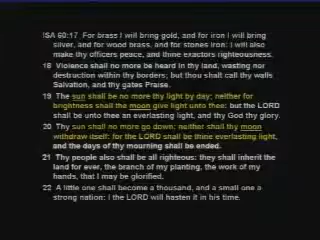 ISA 60:17 For brass I will bring gold, and for iron I will bring
silver, and for wood brass, and for stones iron: I will also
make thy officers peace, and thine exactors righteousness.
18 Violence shall no more be heard in thy land, wasting nor
destruction within thy borders; but thou shalt call thy walls
Salvation, and thy gates Praise.
19 The sun shall be no more thy light by day; neither for
brightness shall the moon give light unto thee: but the LORD
shall be unto thee an everlasting light, and thy God thy glory.
20 Thy sun shall no more go down; neither shall thy moon
withdraw itself: for the LORD shall be thine everlasting light,
and the days of thy mourning shall be ended.
21 Thy people also shall be all righteous: they shall inherit the
land for ever, the branch of my planting, the work of my
hands, that I may be glorified.
22 A little one shall become a thousand, and a small one a
strong nation: I the LORD will hasten it in his time.